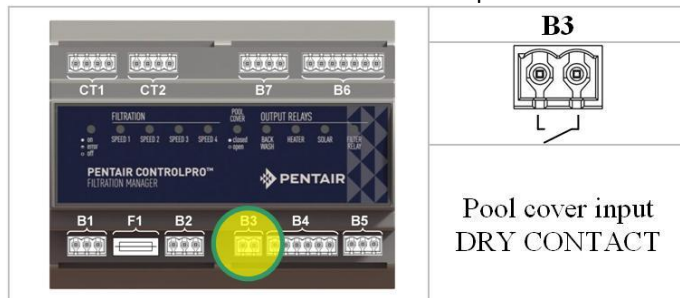 B3
CT1 CT2 B7 B6
FILTRATION
POOL COVER
OUTPUT RELAYS
on
error
off
SPEED 1 SPEED 2 SPEED 3 SPEED 4
closed
open
BACK WASH
HEATER
SOLAR
FILTER RELAY
PENTAIR CONTROLPRO™
FILTRATION MANAGER
PENTAIR
B1 F1 B2 B3 B4 B5
Pool cover input
DRY CONTACT